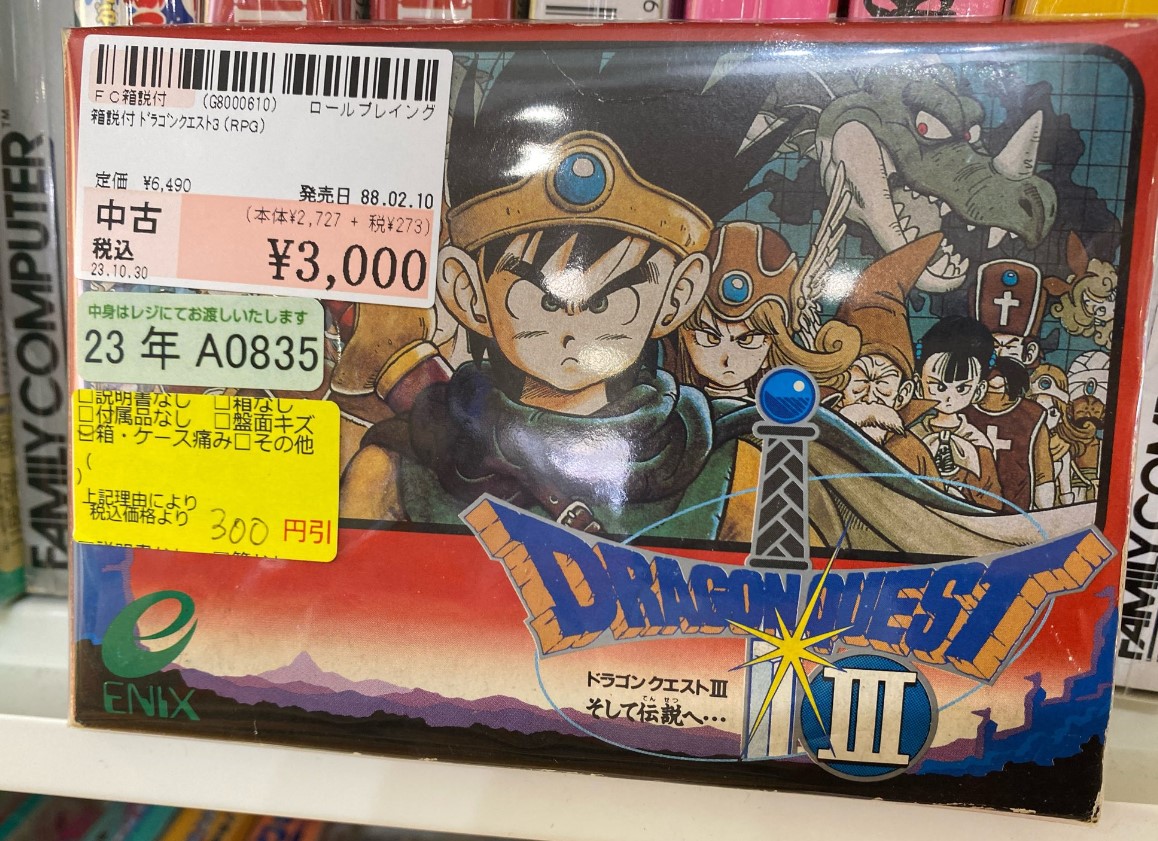 FC箱説付 (G8000610) ロールプレイング
箱説付ドラゴンクエスト3(RPG)
定価 ¥6,490
発売日 88.02.10
中古
(本体¥2,727 + 税¥273)
税込
¥3,000
23.10.30
中身はレジにてお渡しいたします
23 年 A0835
□説明書なし □箱なし
□付属品なし □盤面キズ
□箱・ケース痛み□その他
(
)
上記理由により
税込価格より 300 円引
ENIX
DRAGON QUEST
III
ドラゴンクエストIII
そして伝説へ…
でんせつ
FAMILY COMPUTER™
FAMILY COM